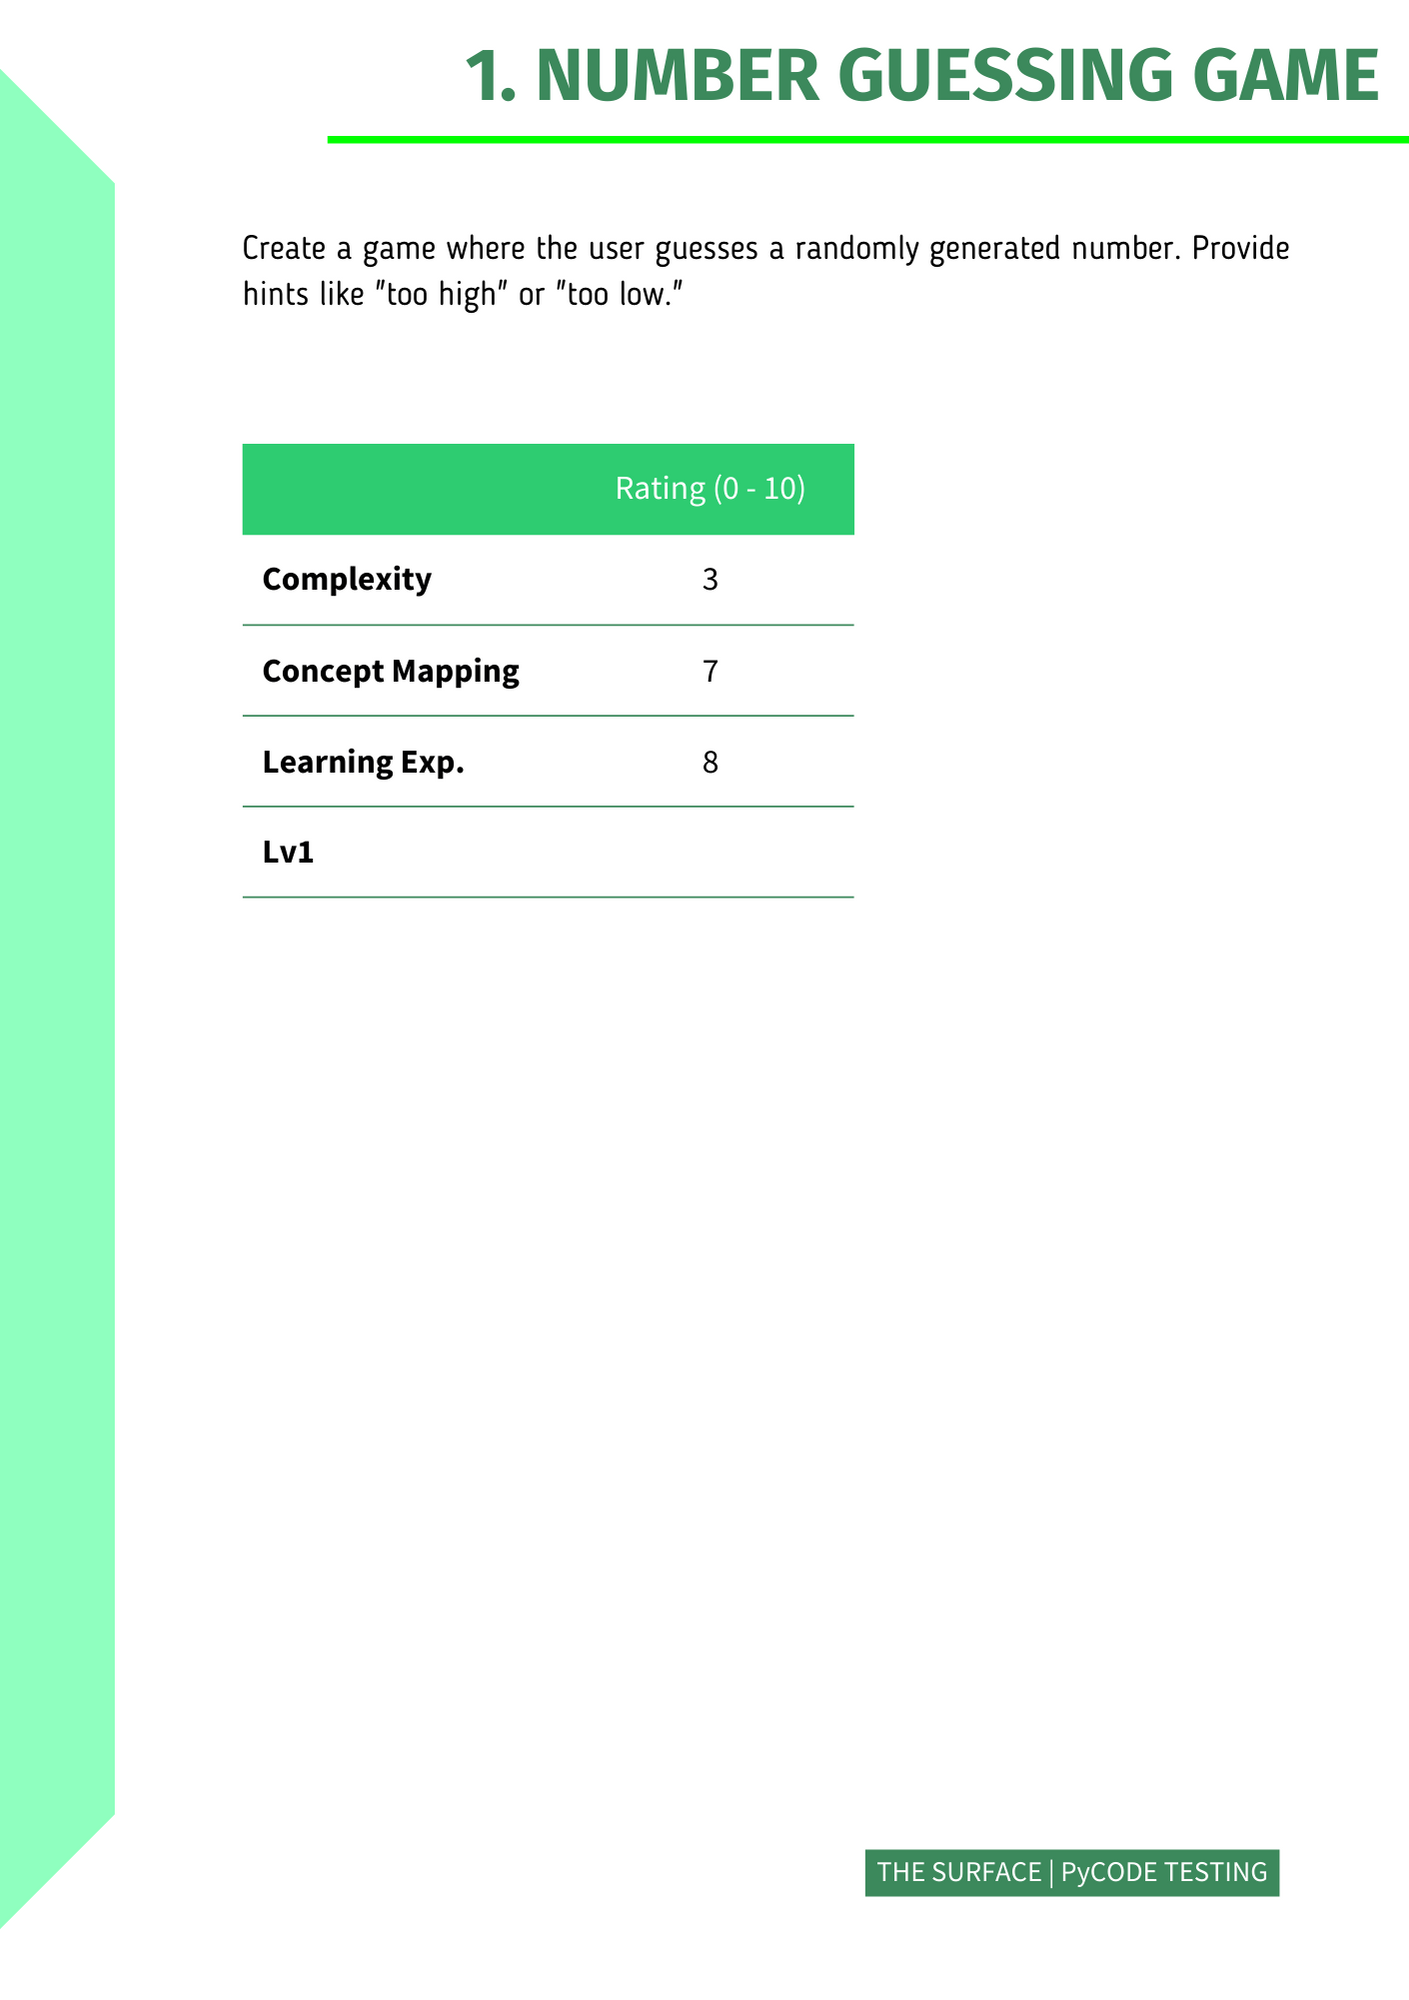 1. NUMBER GUESSING GAME
Create a game where the user guesses a randomly generated number. Provide
hints like "too high" or "too low."
Rating (0 - 10)
Complexity 3
Concept Mapping 7
Learning Exp. 8
Lv1
THE SURFACE | PyCODE TESTING